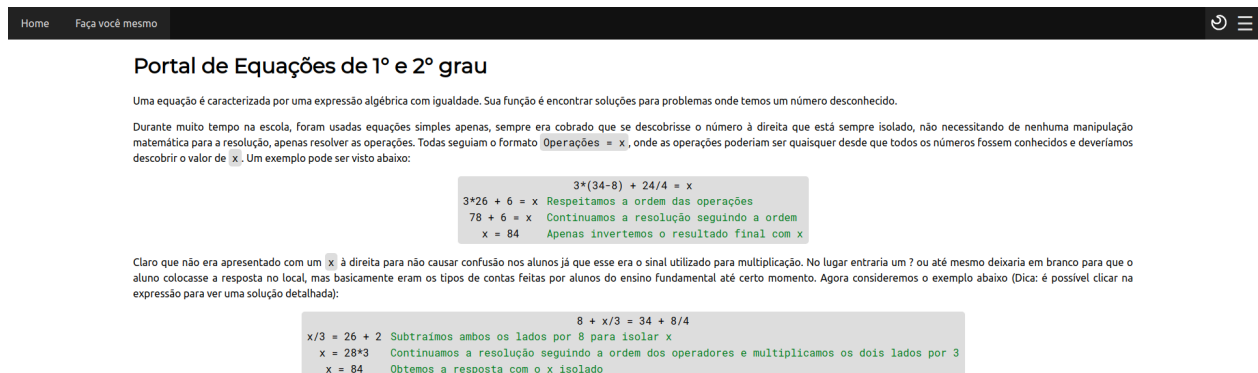 Home Faça você mesmo
Portal de Equações de 1º e 2º grau
Uma equação é caracterizada por uma expressão algébrica com igualdade. Sua função é encontrar soluções para problemas onde temos um número desconhecido.
Durante muito tempo na escola, foram usadas equações simples apenas, sempre era cobrado que se descobrisse o número à direita que está sempre isolado, não necessitando de nenhuma manipulação
matemática para a resolução, apenas resolver as operações. Todas seguiam o formato Operações = x, onde as operações poderiam ser quaisquer desde que todos os números fossem conhecidos e deveríamos
descobrir o valor de x. Um exemplo pode ser visto abaixo:
3*(34-8) + 24/4 = x
3*26 + 6 = x Respeitamos a ordem das operações
78 + 6 = x Continuamos a resolução seguindo a ordem
x = 84 Apenas invertemos o resultado final com x
Claro que não era apresentado com um x à direita para não causar confusão nos alunos já que esse era o sinal utilizado para multiplicação. No lugar entraria um ? ou até mesmo deixaria em branco para que o
aluno colocasse a resposta no local, mas basicamente eram os tipos de contas feitas por alunos do ensino fundamental até certo momento. Agora consideremos o exemplo abaixo (Dica: é possível clicar na
expressão para ver uma solução detalhada):
8 + x/3 = 34 + 8/4
x/3 = 26 + 2 Subtraímos ambos os lados por 8 para isolar x
x = 28*3 Continuamos a resolução seguindo a ordem dos operadores e multiplicamos os dois lados por 3
x = 84 Obtemos a resposta com o x isolado